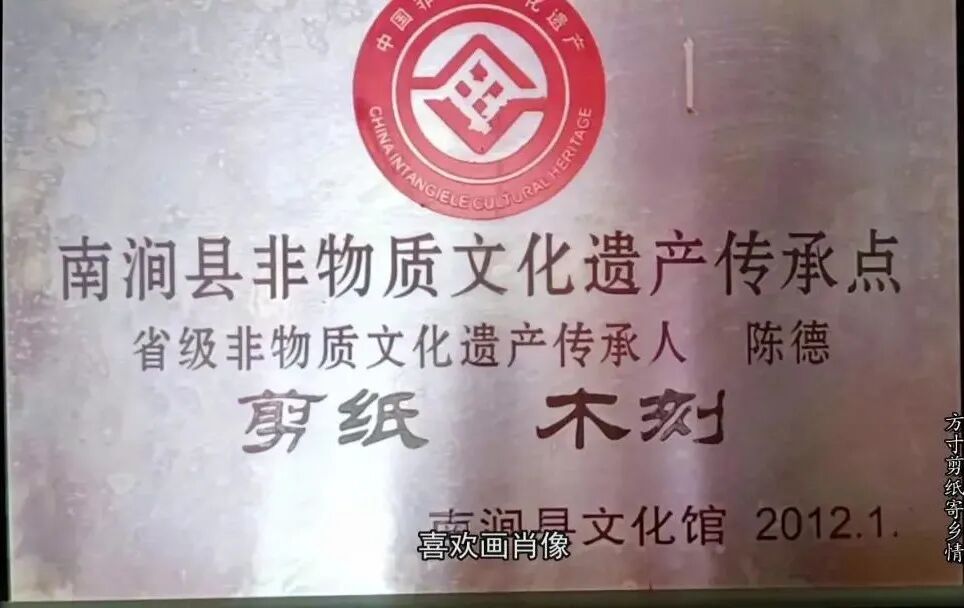 中国非物质文化遗产
CHINA INTANGIELE CULTURAL HERITAGE
南涧县非物质文化遗产传承点
省级非物质文化遗产传承人 陈德
剪纸 木刻
南涧县文化馆 2012.1.
喜欢画肖像
方寸剪纸寄乡情